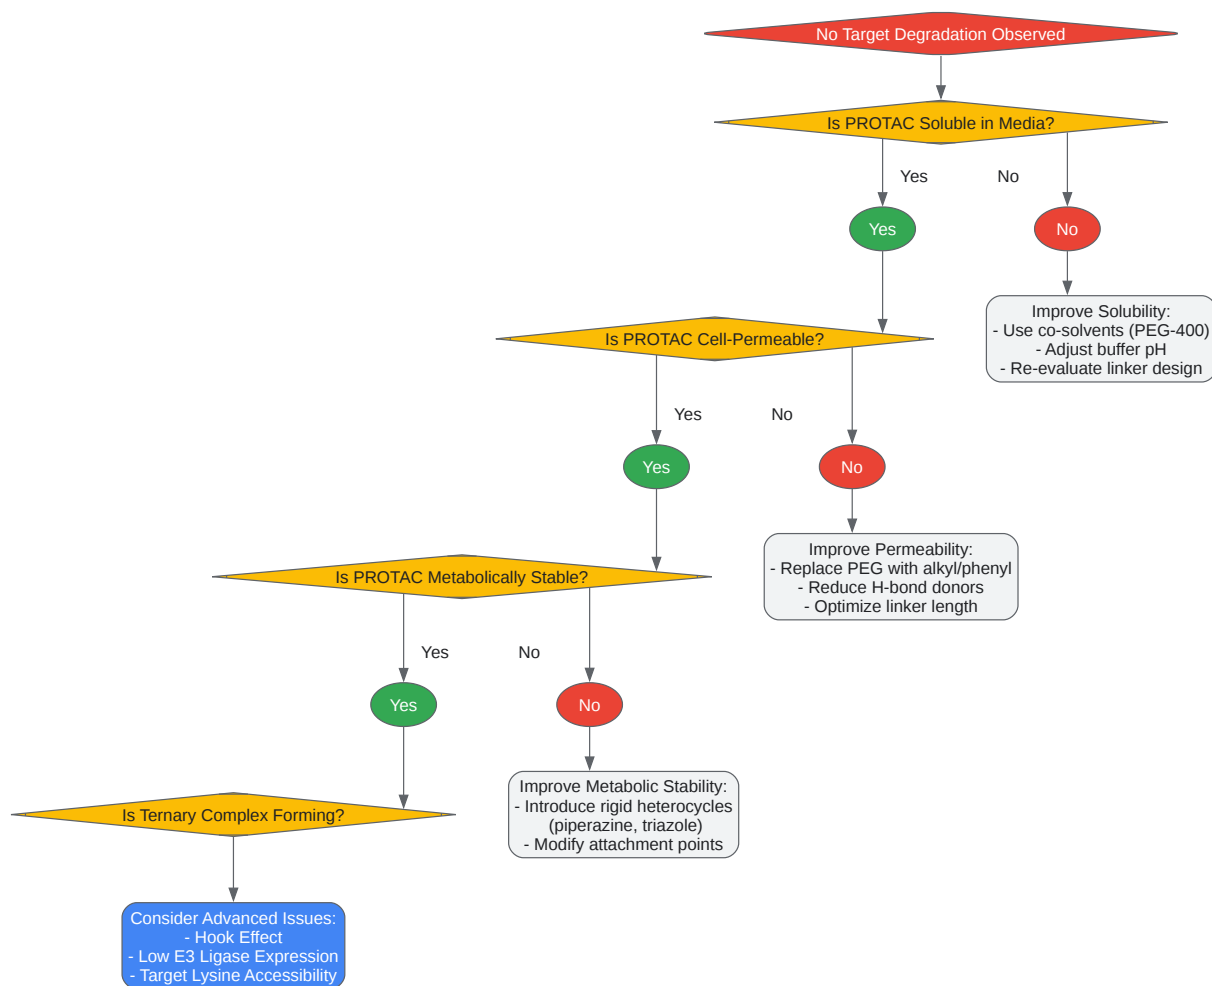 No Target Degradation Observed
Is PROTAC Soluble in Media?
Yes
No
Yes
No
Improve Solubility:
- Use co-solvents (PEG-400)
- Adjust buffer pH
- Re-evaluate linker design
Is PROTAC Cell-Permeable?
Yes
No
Yes
No
Improve Permeability:
- Replace PEG with alkyl/phenyl
- Reduce H-bond donors
- Optimize linker length
Is PROTAC Metabolically Stable?
Yes
No
Yes
No
Improve Metabolic Stability:
- Introduce rigid heterocycles
(piperazine, triazole)
- Modify attachment points
Is Ternary Complex Forming?
Consider Advanced Issues:
- Hook Effect
- Low E3 Ligase Expression
- Target Lysine Accessibility